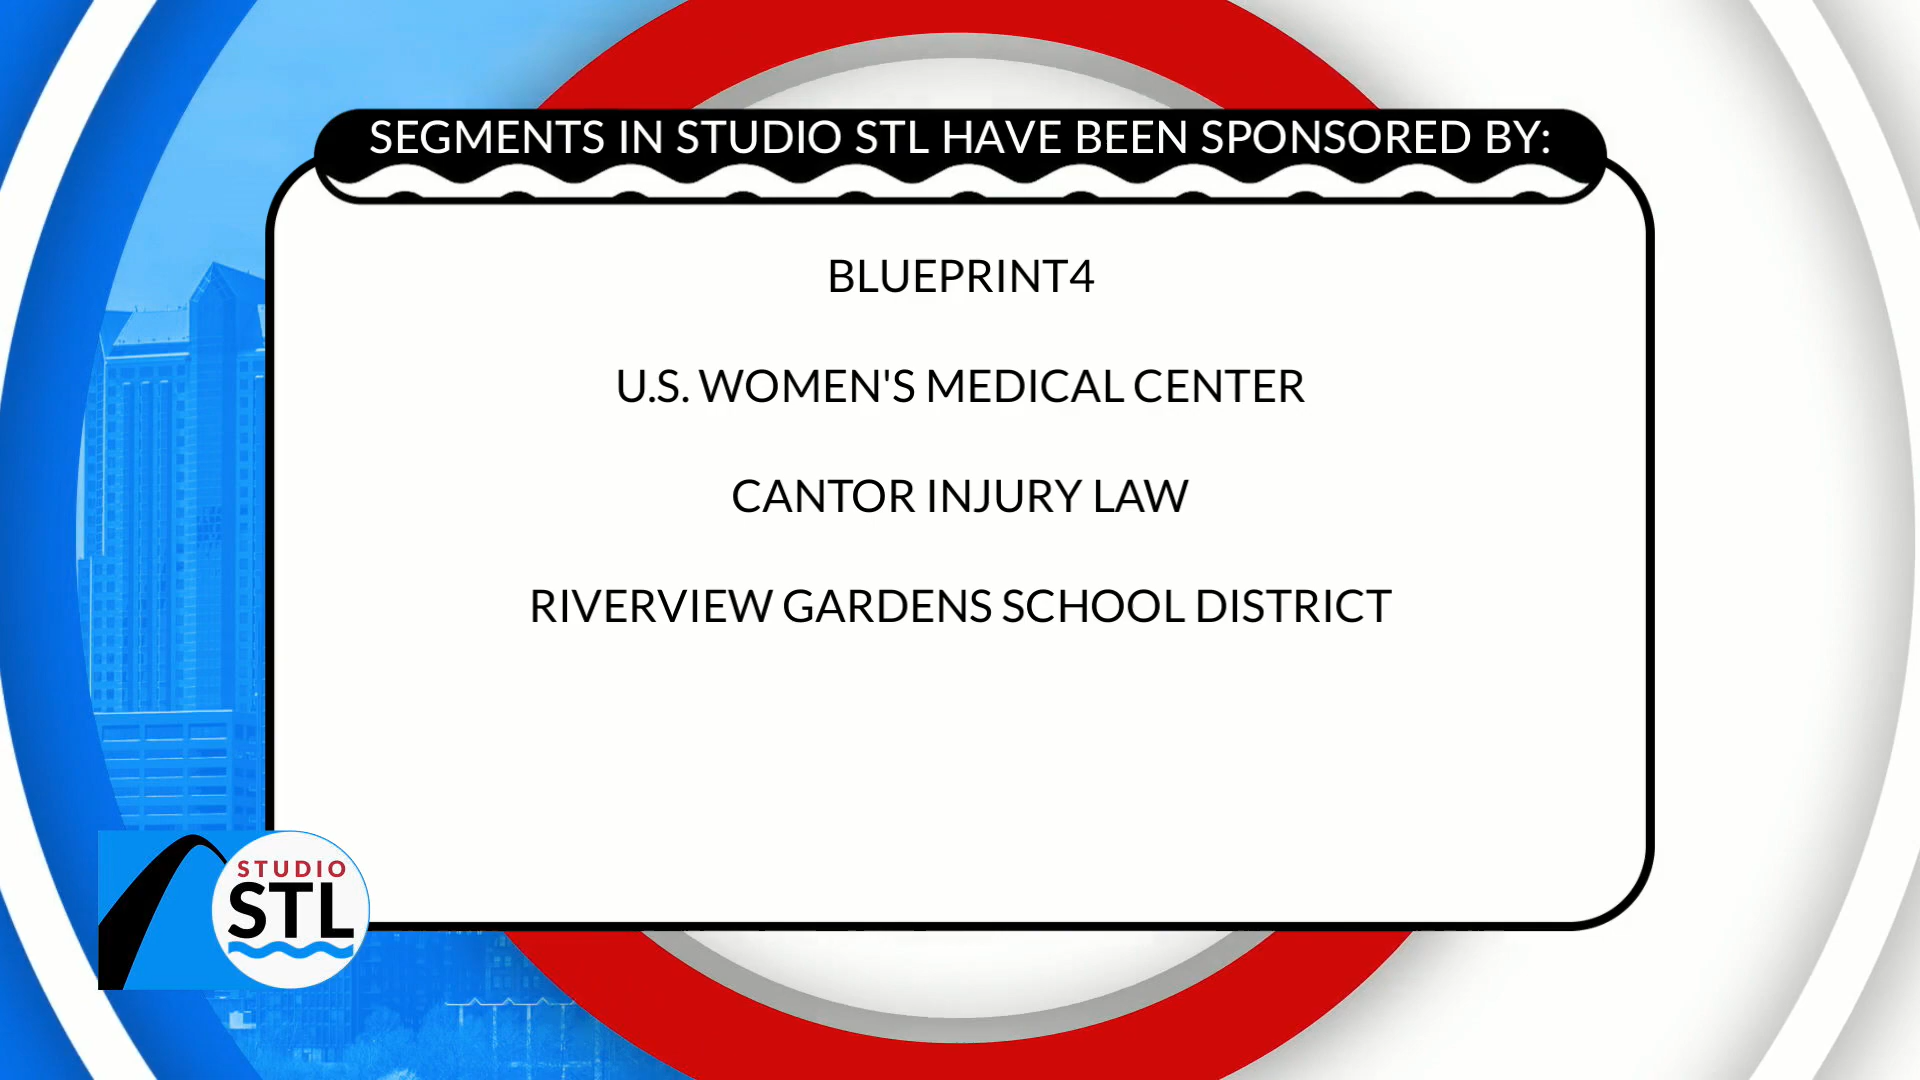 SEGMENTS IN STUDIO STL HAVE BEEN SPONSORED BY:
BLUEPRINT4
U.S. WOMEN'S MEDICAL CENTER
CANTOR INJURY LAW
RIVERVIEW GARDENS SCHOOL DISTRICT
STUDIO
STL